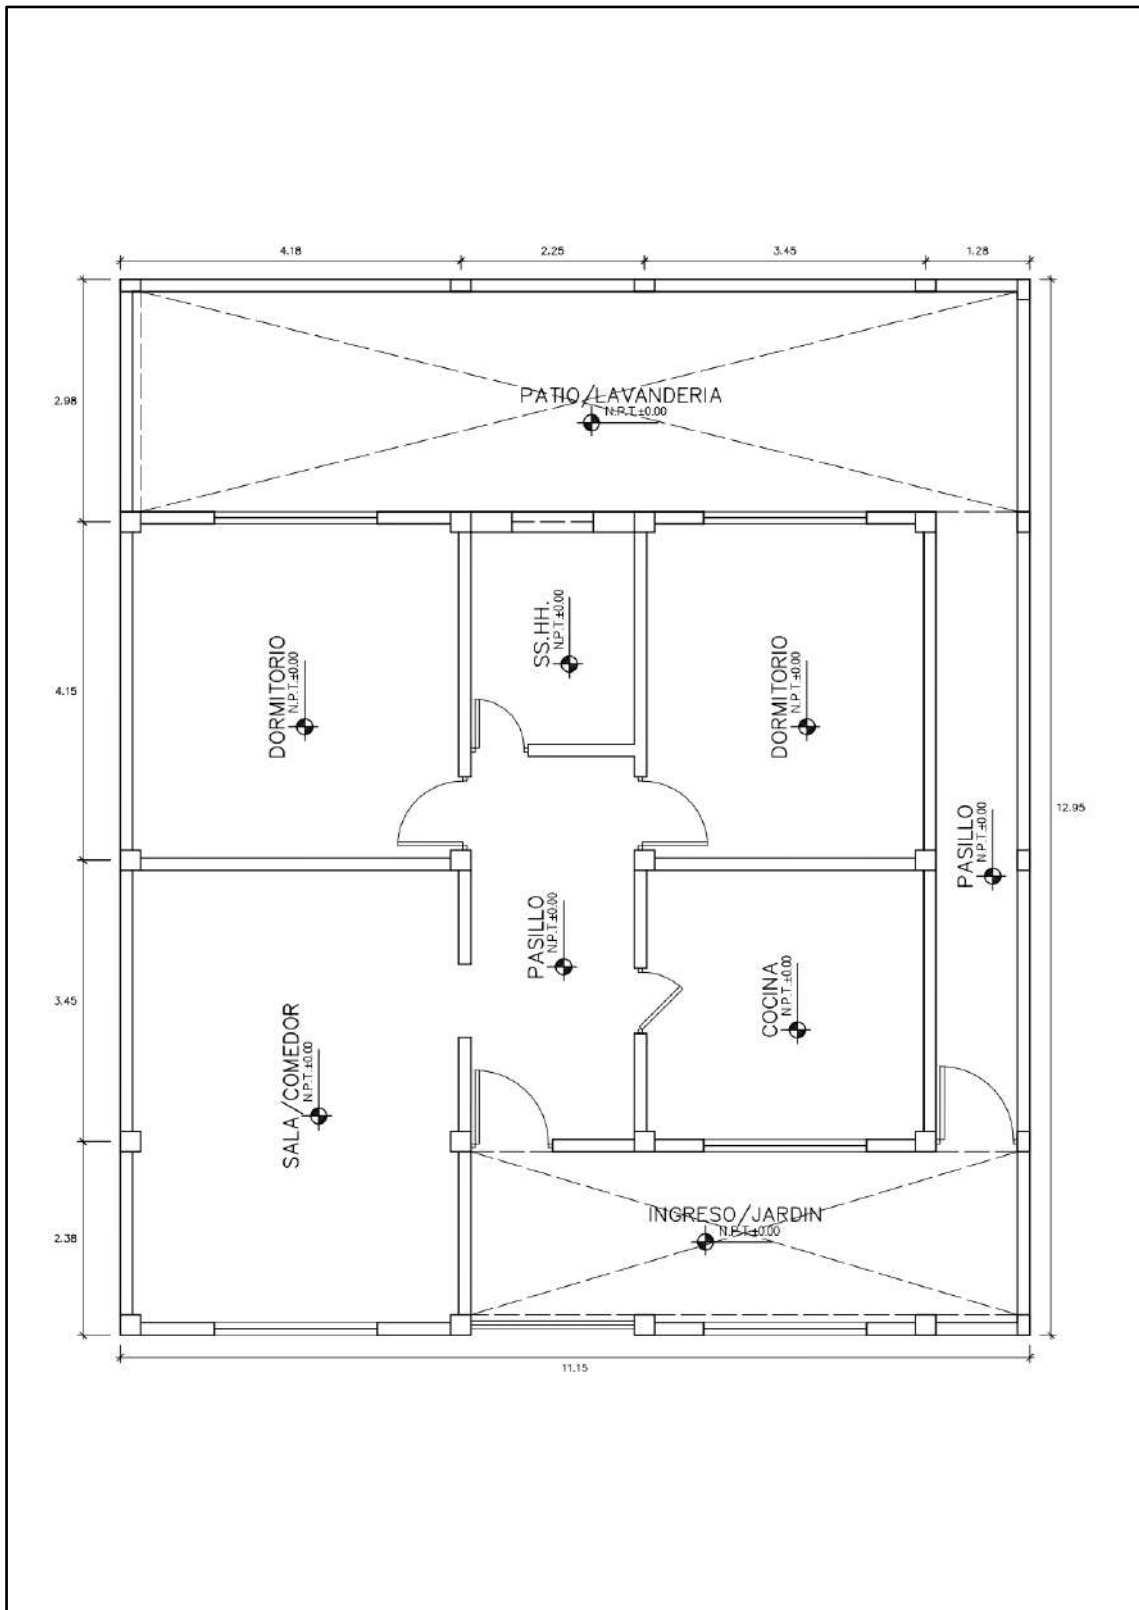 4.18
2.25
3.45
1.28
2.98
PATIO/LAVANDERIA
N.P.T.±0.00
4.15
DORMITORIO
N.P.T.±0.00
SS.HH.
N.P.T.±0.00
DORMITORIO
N.P.T.±0.00
12.95
PASILLO
N.P.T.±0.00
3.45
PASILLO
N.P.T.±0.00
COCINA
N.P.T.±0.00
SALA/COMEDOR
N.P.T.±0.00
2.38
INGRESO/JARDIN
N.P.T.±0.00
11.15